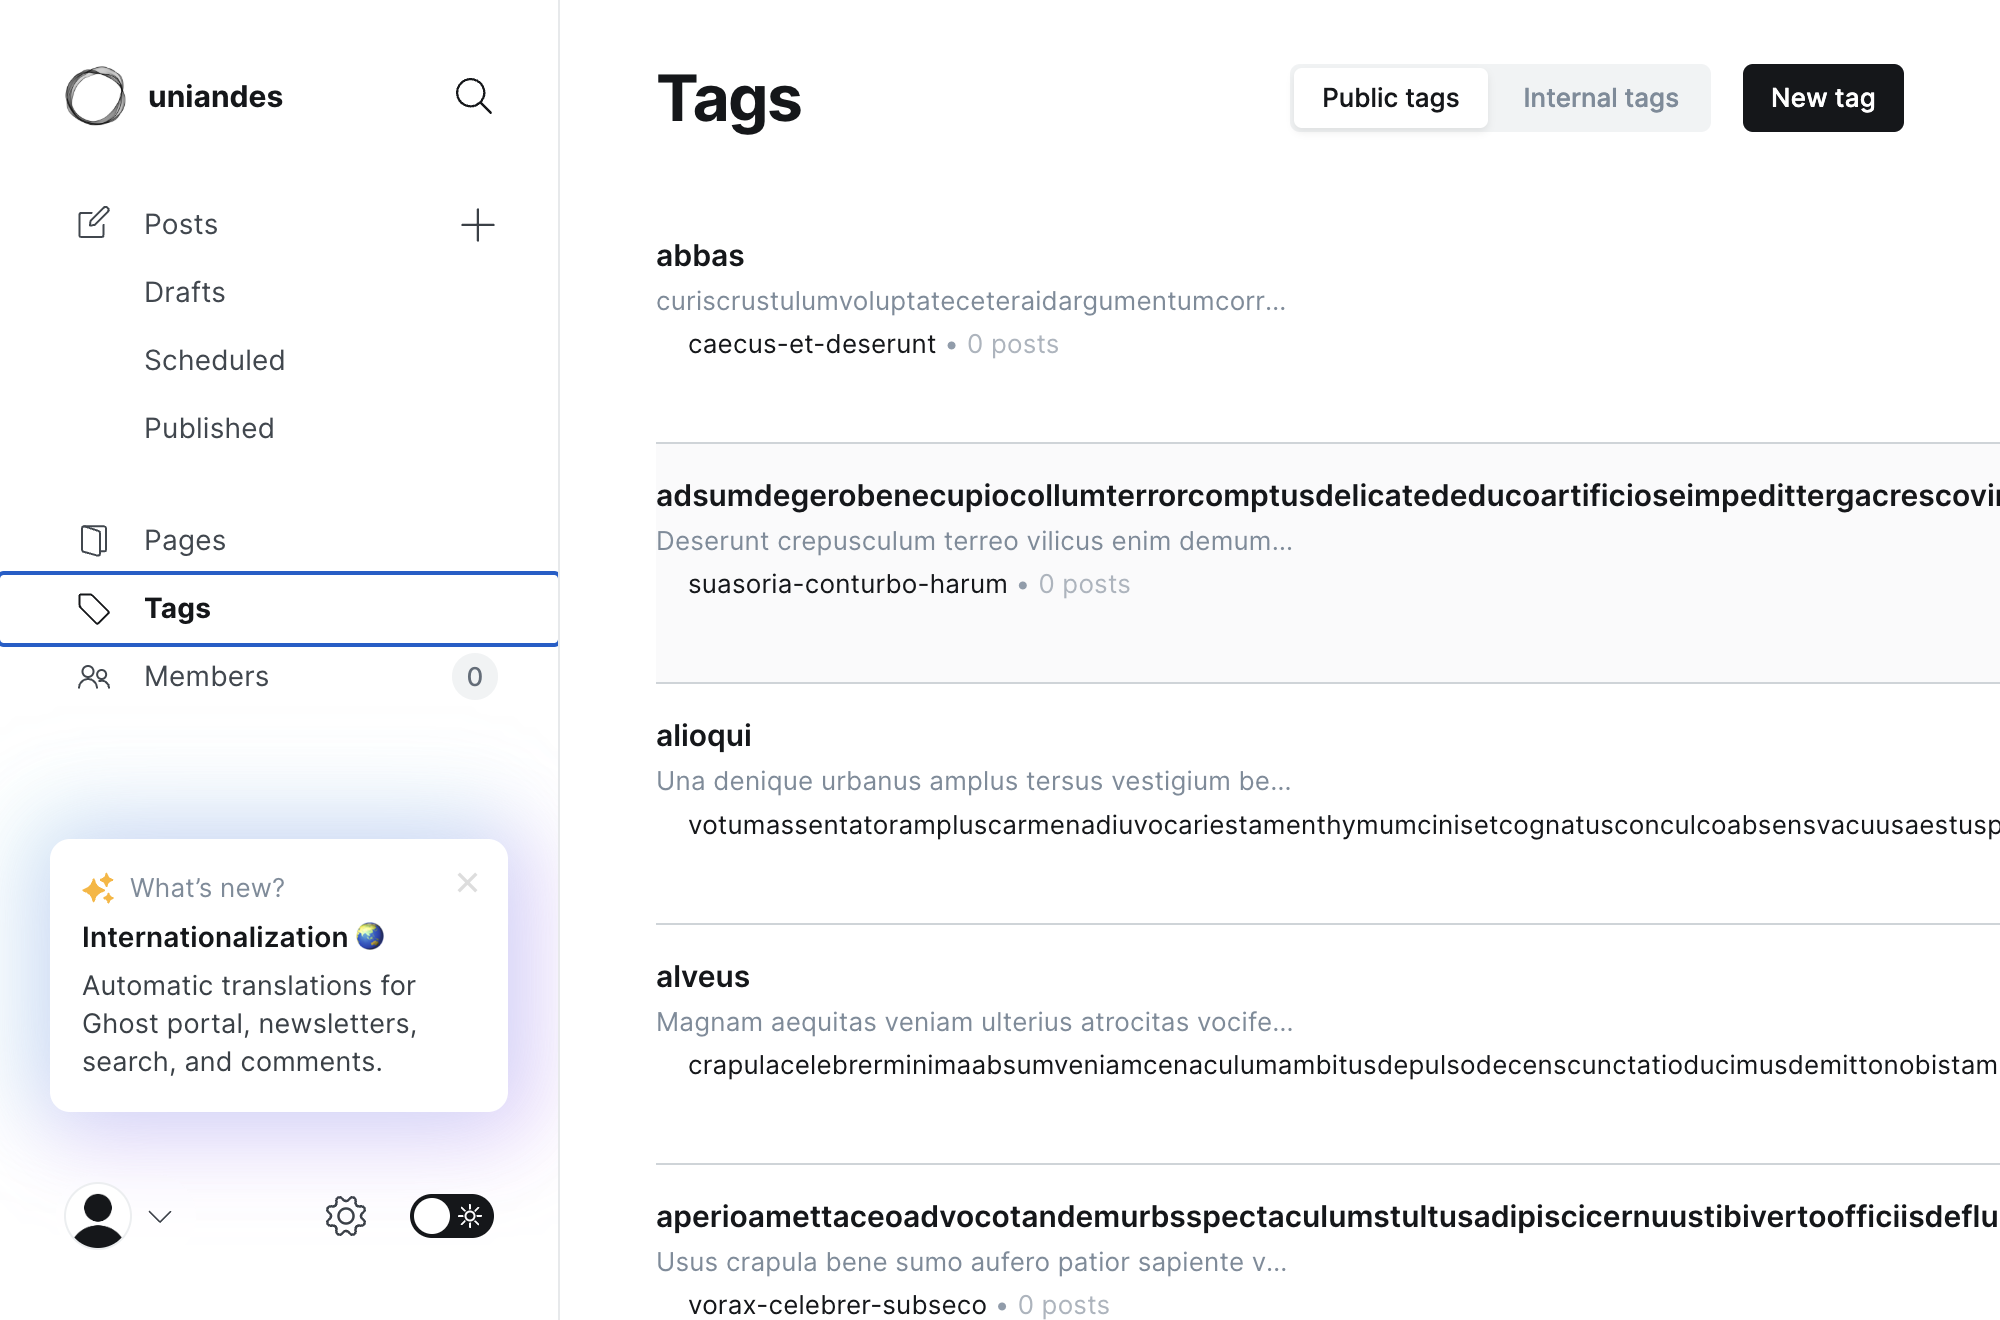 uniandes
Posts
Drafts
Scheduled
Published
Pages
Tags
Members
0
What's new?
Internationalization
Automatic translations for
Ghost portal, newsletters,
search, and comments.
Tags
Public tags
Internal tags
New tag
abbas
curiscrustulumvoluptateceteraidargumentumcorr...
caecus-et-deserunt • 0 posts
adsumdegerobenecupiocollumterrorcomptusdelicatededucoartificioseimpedittergacrescovin
Deserunt crepusculum terreo vilicus enim demum...
suasoria-conturbo-harum • 0 posts
alioqui
Una denique urbanus amplus tersus vestigium be...
votumassentatorampluscarmenadiuvocariestamenthymumcinisetcognatusconculcoabsensvacuusaestusp
alveus
Magnam aequitas veniam ulterius atrocitas vocife...
crapulacelebrerminimaabsumveniamcenaculumambitusdepulsodecenscunctatioducimusdemittonobistam
aperioamettaceoadvocotandemurbsspectaculumstultusadipiscicernuustibivertoofficiisdeflu
Usus crapula bene sumo aufero patior sapiente v...
vorax-celebrer-subseco • 0 posts